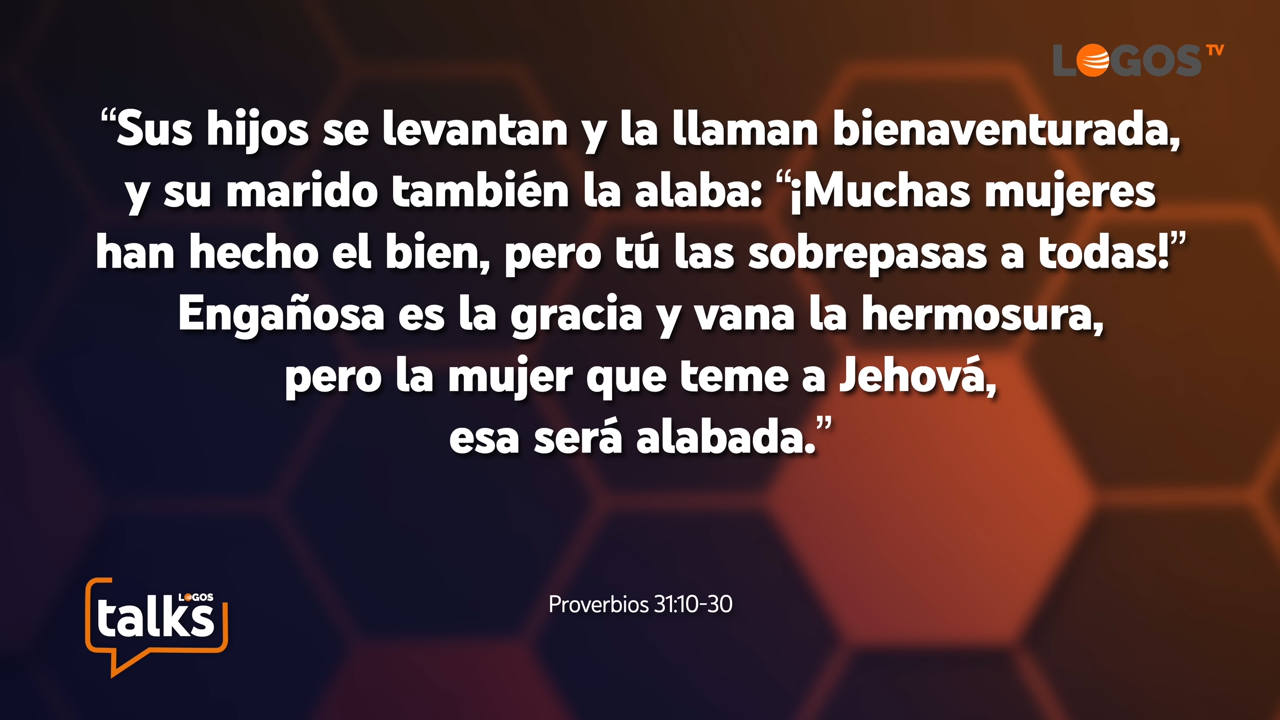 LOGOS TV
“Sus hijos se levantan y la llaman bienaventurada,
y su marido también la alaba: “¡Muchas mujeres
han hecho el bien, pero tú las sobrepasas a todas!”
Engañosa es la gracia y vana la hermosura,
pero la mujer que teme a Jehová,
esa será alabada.”
LOGOS
talks
Proverbios 31:10-30